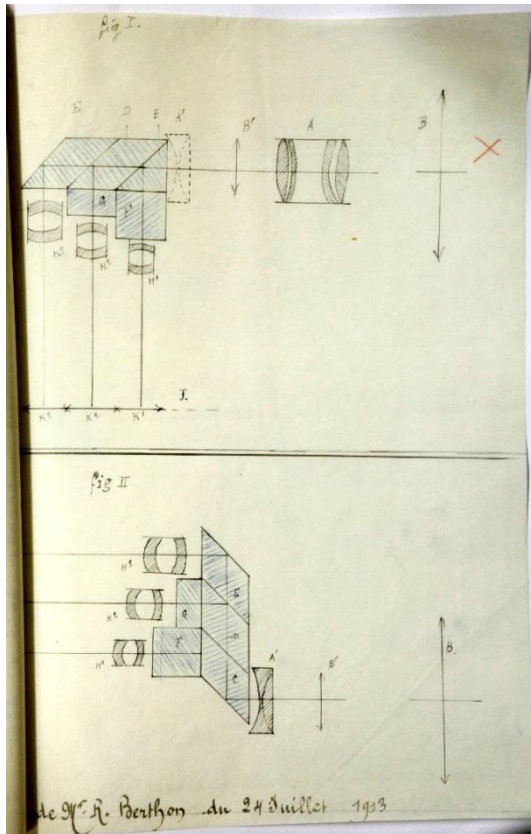 fig I.
E D E A' B' A B
G F
H3 H2 H1
K3 K2 K1 I.
fig II
H3
H2 G E
H1 F D
C A' B' B.
de Mr. R. Berthon du 24 Juillet 1913